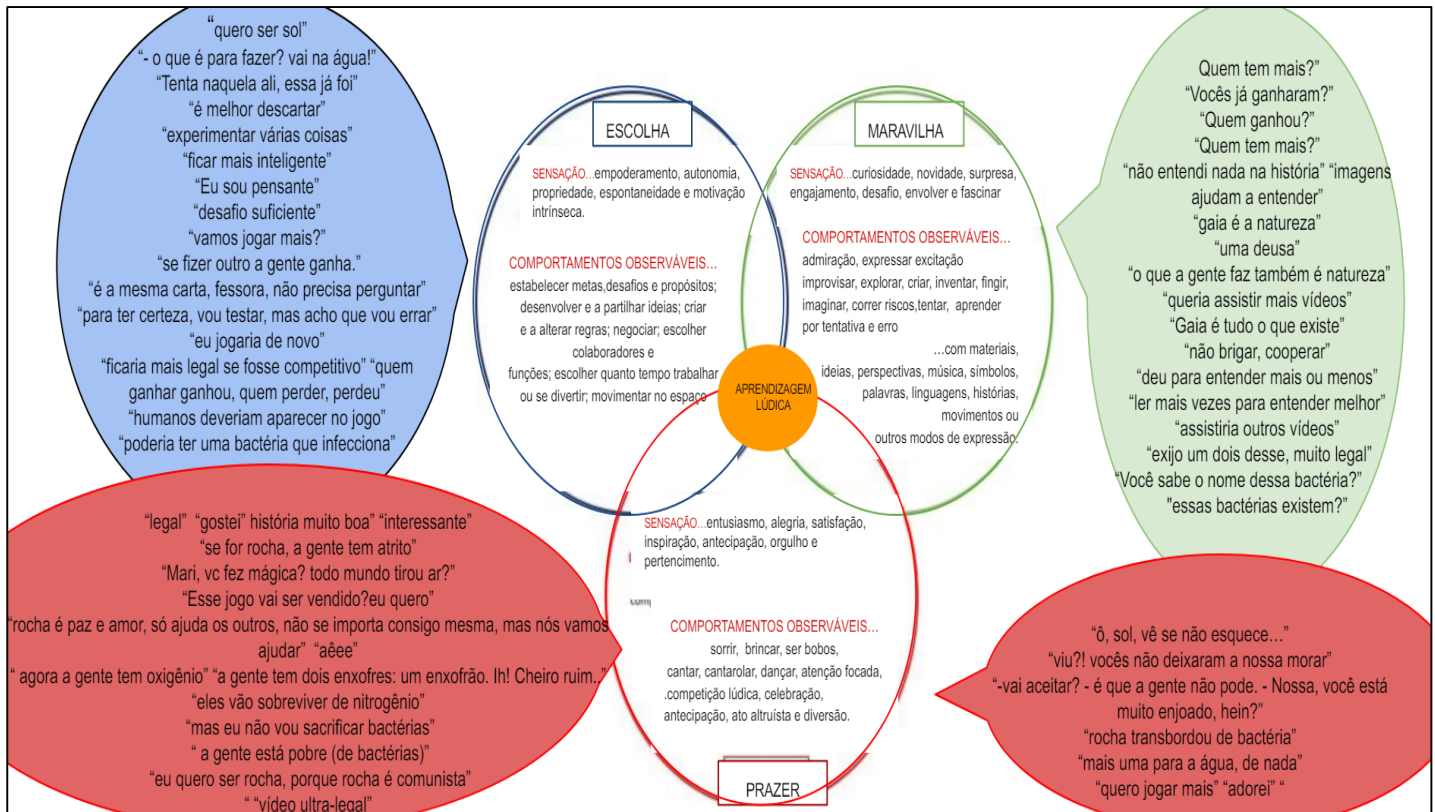 “quero ser sol”
“- o que é para fazer? vai na água!”
“Tenta naquela ali, essa já foi”
“é melhor descartar”
“experimentar várias coisas”
“ficar mais inteligente”
“Eu sou pensante”
“desafio suficiente”
“vamos jogar mais?”
“se fizer outro a gente ganha.”
“é a mesma carta, fessora, não precisa perguntar”
“para ter certeza, vou testar, mas acho que vou errar”
“eu jogaria de novo”
“ficaria mais legal se fosse competitivo” “quem
ganhar ganhou, quem perder, perdeu”
“humanos deveriam aparecer no jogo”
“poderia ter uma bactéria que infecciona”
ESCOLHA
SENSAÇÃO...empoderamento, autonomia,
propriedade, espontaneidade e motivação
intrínseca.
COMPORTAMENTOS OBSERVÁVEIS...
estabelecer metas,desafios e propósitos;
desenvolver e a partilhar ideias; criar
e a alterar regras; negociar; escolher
colaboradores e
funções; escolher quanto tempo trabalhar
ou se divertir; movimentar no espaço
MARAVILHA
SENSAÇÃO...curiosidade, novidade, surpresa,
engajamento, desafio, envolver e fascinar
COMPORTAMENTOS OBSERVÁVEIS...
admiração, expressar excitação
improvisar, explorar, criar, inventar, fingir,
imaginar, correr riscos,tentar, aprender
por tentativa e erro
...com materiais,
ideias, perspectivas, música, símbolos,
palavras, linguagens, histórias,
movimentos ou
outros modos de expressão.
APRENDIZAGEM
LÚDICA
Quem tem mais?”
“Vocês já ganharam?”
“Quem ganhou?”
“Quem tem mais?”
“não entendi nada na história” “imagens
ajudam a entender”
“gaia é a natureza”
“uma deusa”
“o que a gente faz também é natureza”
“queria assistir mais vídeos”
“Gaia é tudo o que existe”
“não brigar, cooperar”
“deu para entender mais ou menos”
“ler mais vezes para entender melhor”
“assistiria outros vídeos”
“exijo um dois desse, muito legal”
“Você sabe o nome dessa bactéria?”
"essas bactérias existem?”
“legal” “gostei” história muito boa” “interessante”
“se for rocha, a gente tem atrito”
“Mari, vc fez mágica? todo mundo tirou ar?”
“Esse jogo vai ser vendido?eu quero”
“rocha é paz e amor, só ajuda os outros, não se importa consigo mesma, mas nós vamos
ajudar” “aêee”
“ agora a gente tem oxigênio” “a gente tem dois enxofres: um enxofrão. Ih! Cheiro ruim..”
“eles vão sobreviver de nitrogênio”
“mas eu não vou sacrificar bactérias”
“ a gente está pobre (de bactérias)”
“eu quero ser rocha, porque rocha é comunista”
“ “vídeo ultra-legal”
SENSAÇÃO...entusiasmo, alegria, satisfação,
inspiração, antecipação, orgulho e
pertencimento.
COMPORTAMENTOS OBSERVÁVEIS...
sorrir, brincar, ser bobos,
cantar, cantarolar, dançar, atenção focada,
.competição lúdica, celebração,
antecipação, ato altruísta e diversão.
PRAZER
“ô, sol, vê se não esquece…”
“viu?! vocês não deixaram a nossa morar”
“-vai aceitar? - é que a gente não pode. - Nossa, você está
muito enjoado, hein?”
“rocha transbordou de bactéria”
“mais uma para a água, de nada”
“quero jogar mais” “adorei” “